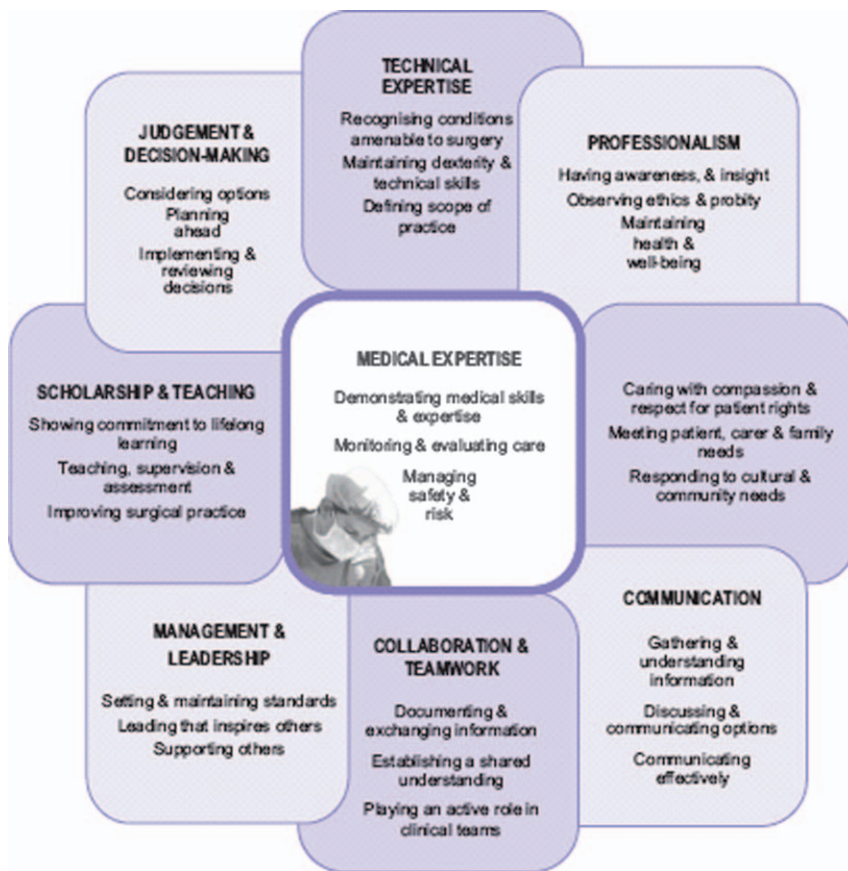 TECHNICAL
EXPERTISE
Recognising conditions
amenable to surgery
Maintaining dexterity &
technical skills
Defining scope of
practice
JUDGEMENT &
DECISION-MAKING
Considering options
Planning
ahead
Implementing &
reviewing
decisions
PROFESSIONALISM
Having awareness, & insight
Observing ethics & probity
Maintaining
health &
well-being
SCHOLARSHIP & TEACHING
Showing commitment to lifelong
learning
Teaching, supervision &
assessment
Improving surgical practice
MEDICAL EXPERTISE
Demonstrating medical skills
& expertise
Monitoring & evaluating care
Managing
safety &
risk
Caring with compassion &
respect for patient rights
Meeting patient, carer & family
needs
Responding to cultural &
community needs
MANAGEMENT &
LEADERSHIP
Setting & maintaining standards
Leading that inspires others
Supporting others
COLLABORATION &
TEAMWORK
Documenting &
exchanging information
Establishing a shared
understanding
Playing an active role in
clinical teams
COMMUNICATION
Gathering &
understanding
information
Discussing &
communicating options
Communicating
effectively